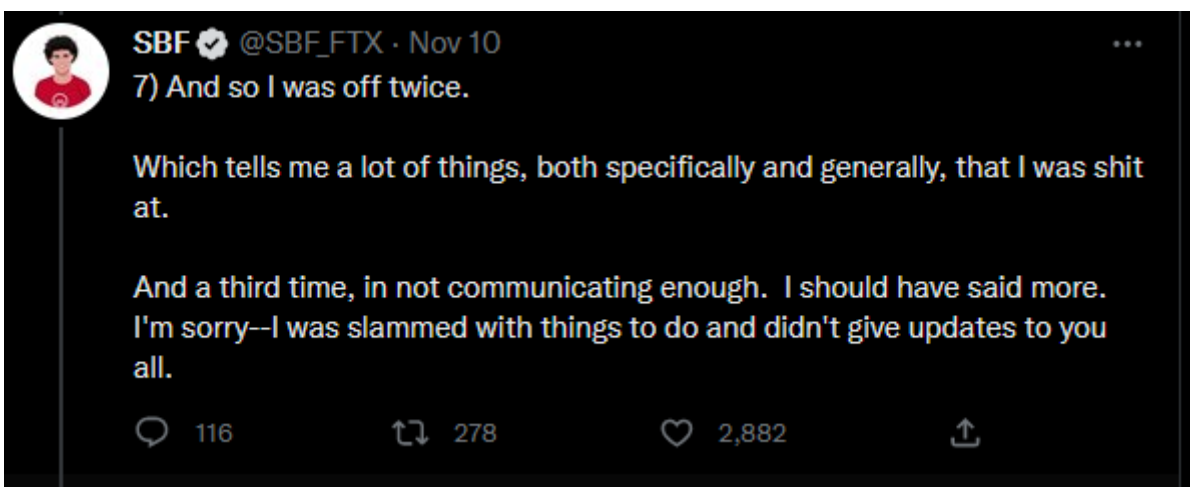 SBF @SBF_FTX · Nov 10
7) And so I was off twice.
Which tells me a lot of things, both specifically and generally, that I was shit
at.
And a third time, in not communicating enough.  I should have said more.
I'm sorry--I was slammed with things to do and didn't give updates to you
all.
116 278 2,882